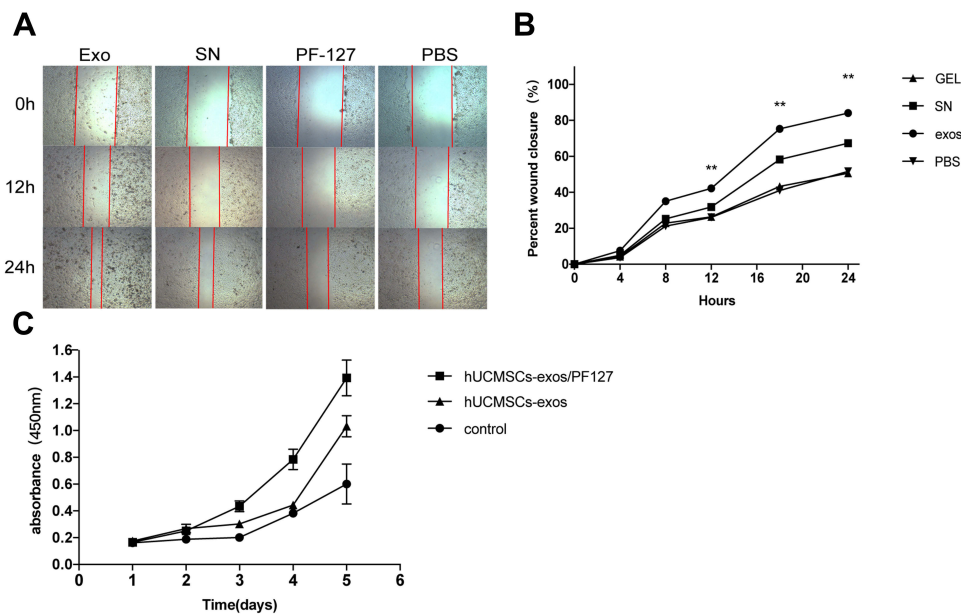 A
Exo SN PF-127 PBS
0h
12h
24h
B
Percent wound closure (%)
100
80
60
40
20
0
0 4 8 12 16 20 24
Hours
**
**
**
GEL
SN
exos
PBS
C
absorbance (450nm)
1.6
1.4
1.2
1.0
0.8
0.6
0.4
0.2
0.0
0 1 2 3 4 5 6
Time(days)
hUCMSCs-exos/PF127
hUCMSCs-exos
control